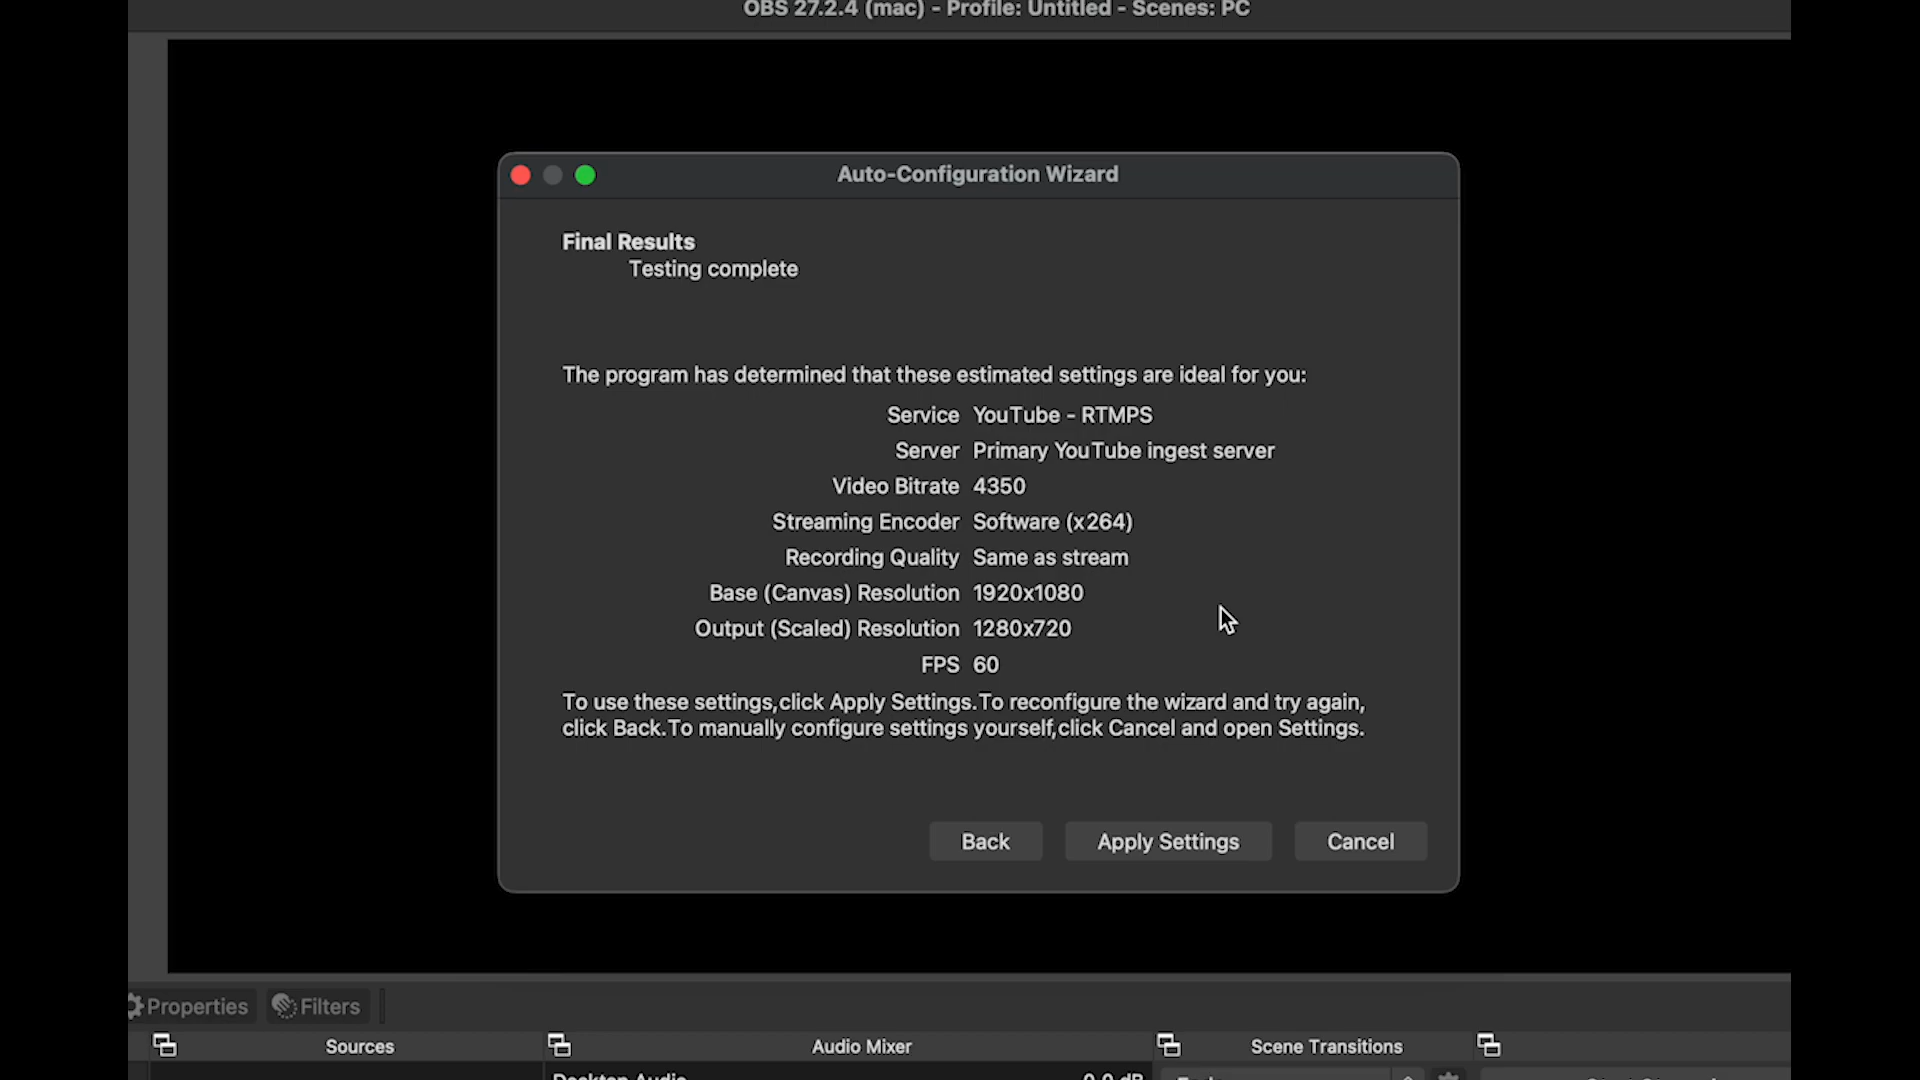 OBS 27.2.4 (mac) - Profile: Untitled - Scenes: PC
Auto-Configuration Wizard
Final Results
Testing complete
The program has determined that these estimated settings are ideal for you:
Service YouTube - RTMPS
Server Primary YouTube ingest server
Video Bitrate 4350
Streaming Encoder Software (x264)
Recording Quality Same as stream
Base (Canvas) Resolution 1920x1080
Output (Scaled) Resolution 1280x720
FPS 60
To use these settings,click Apply Settings.To reconfigure the wizard and try again,
click Back.To manually configure settings yourself,click Cancel and open Settings.
Back Apply Settings Cancel
Properties Filters
Sources Audio Mixer Scene Transitions
Desktop Audio 0.0 dB